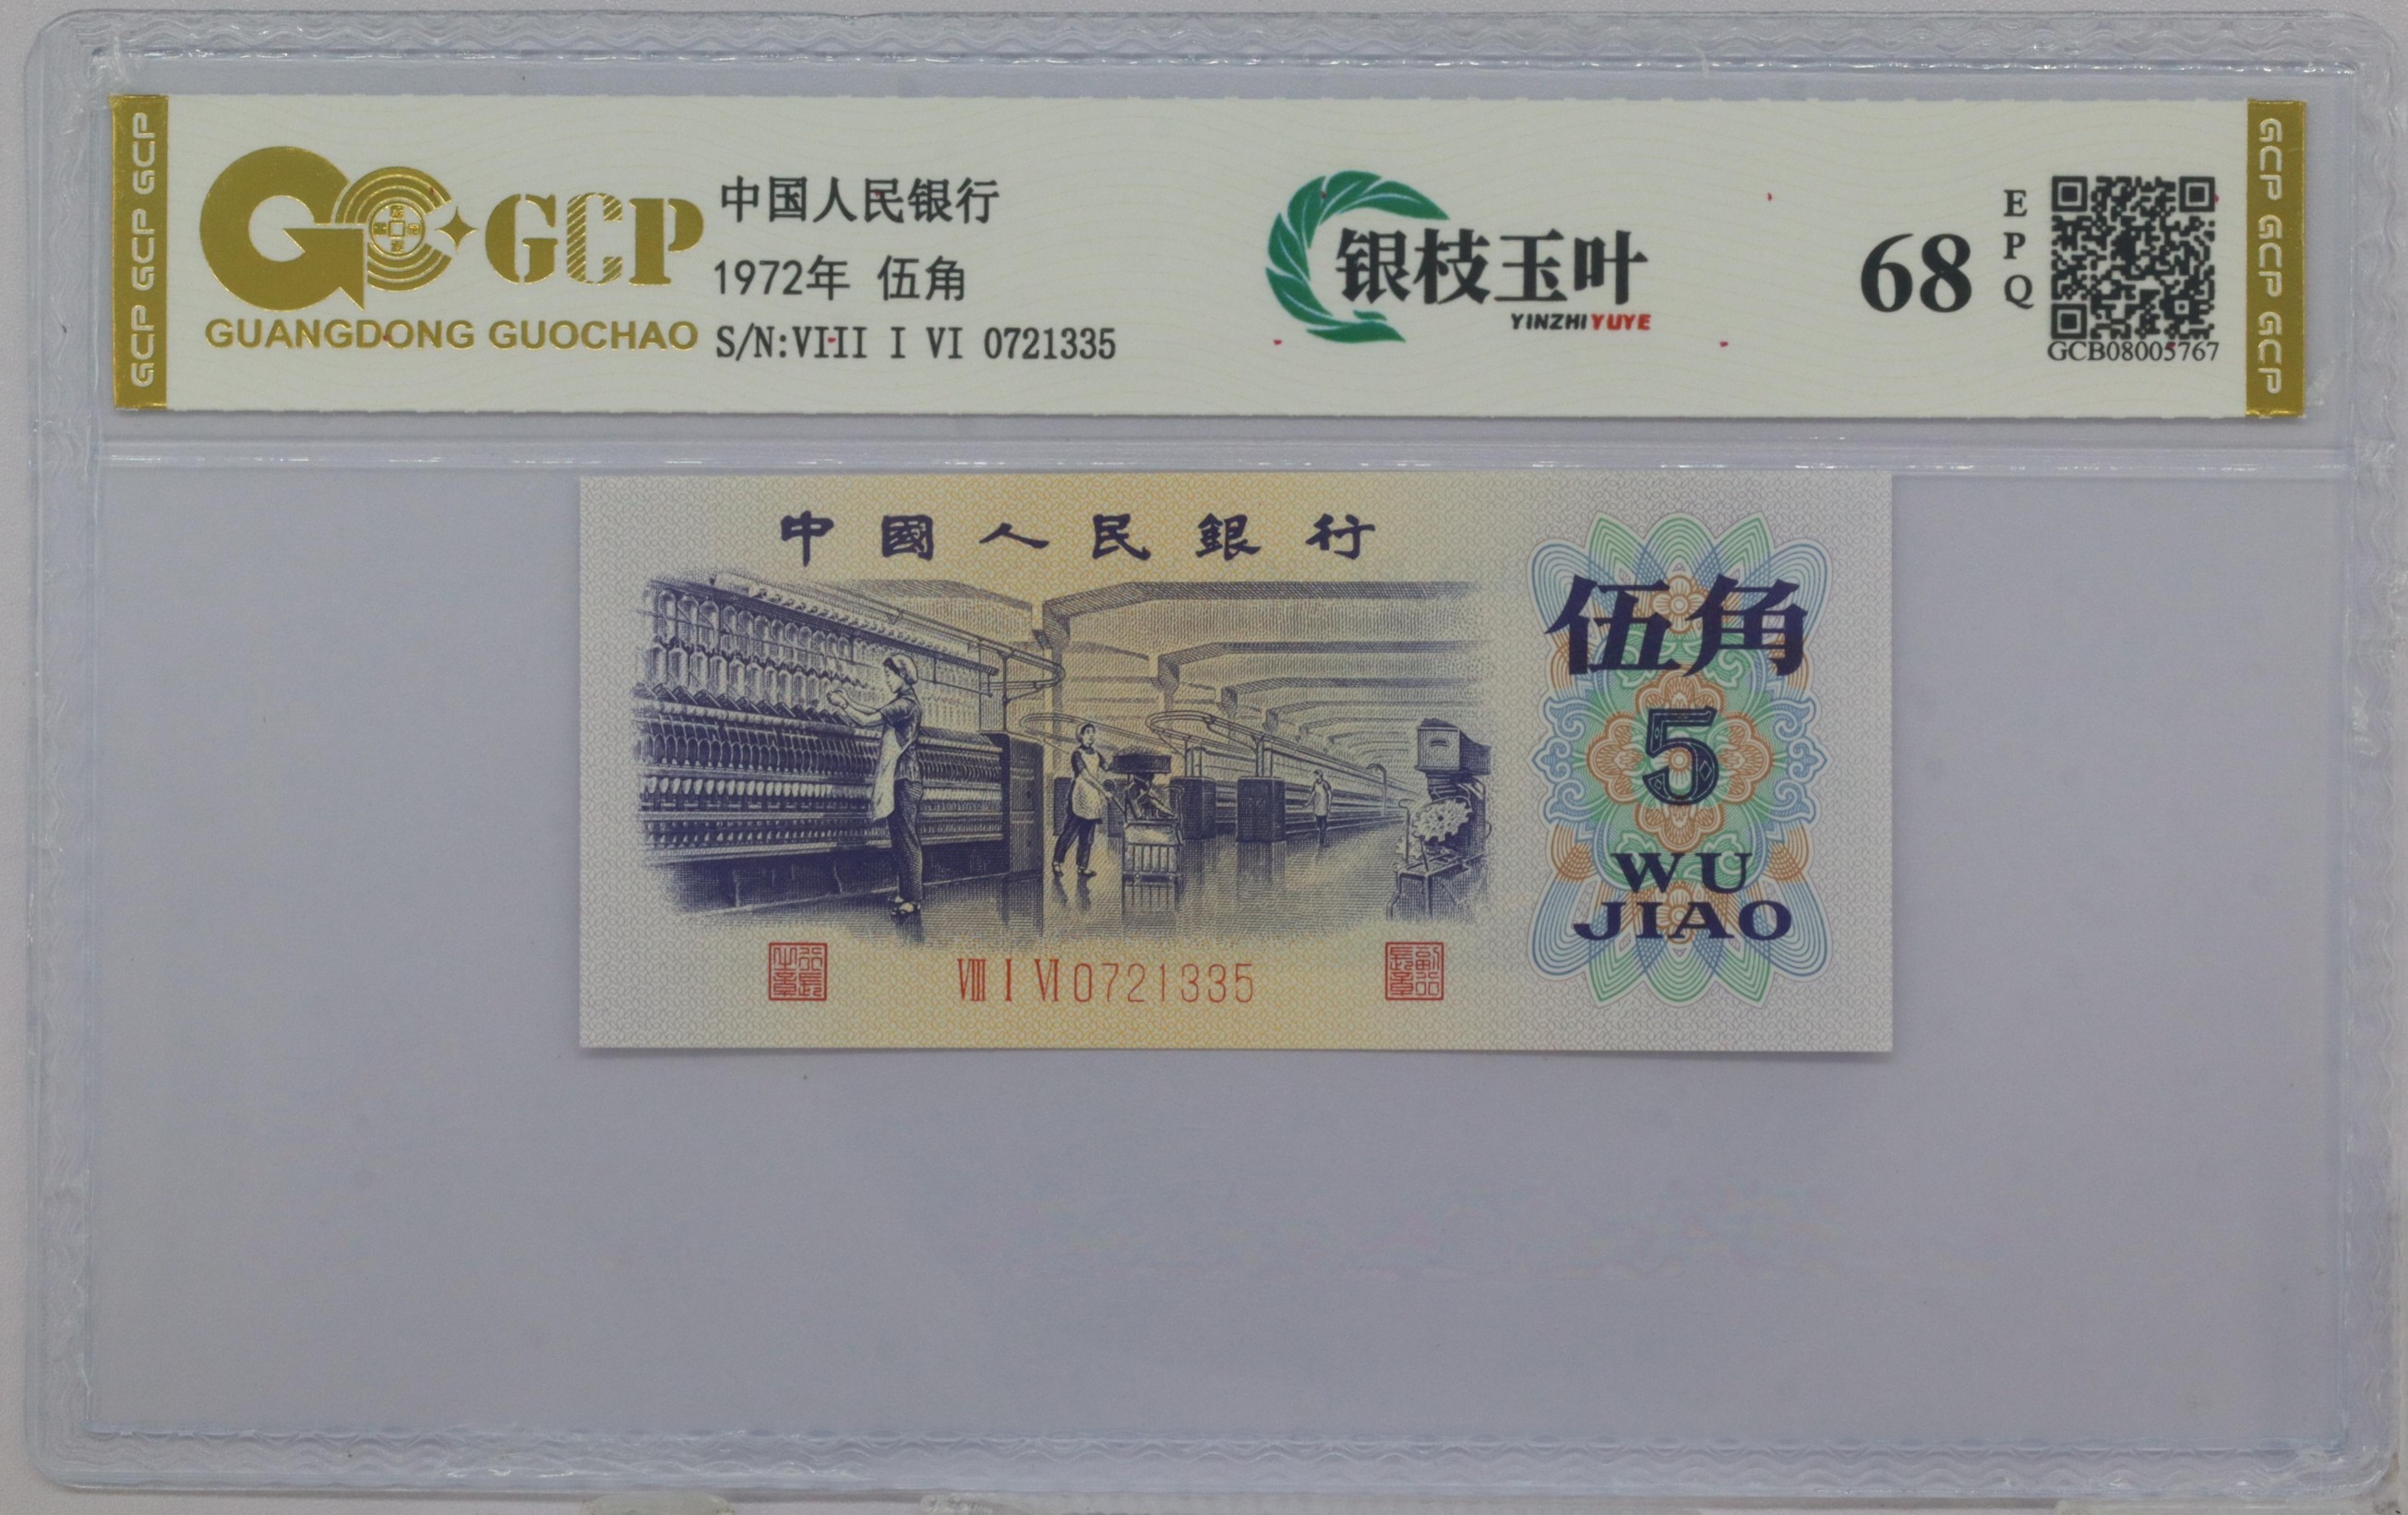 GCP GCP GCP
GCP
GUANGDONG GUOCHAO
中国人民银行
1972年 伍角
S/N:VIII I VI 0721335
银枝玉叶
YINZHIYUYE
68
EPQ
GCB08005767
GCP GCP GCP
中國人民銀行
伍角
5
WU
JIAO
VIII I VI 0721335